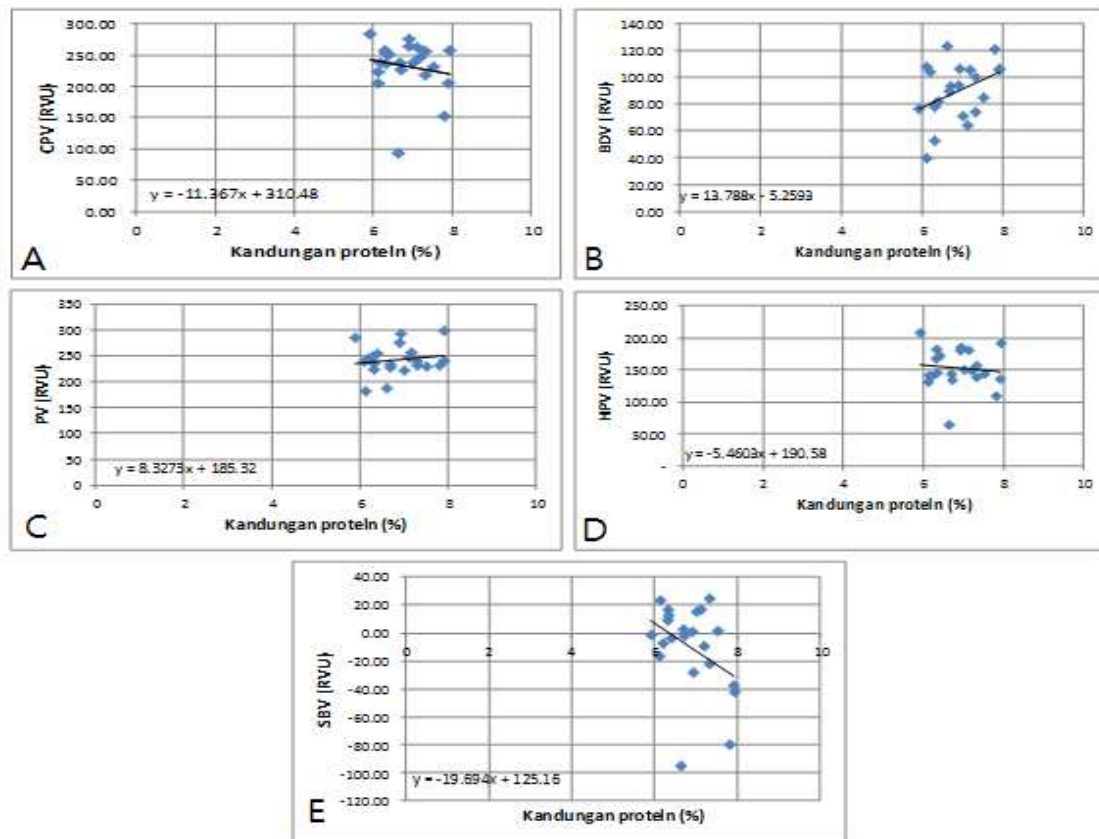 CPV (RVU)
300.00
250.00
200.00
150.00
100.00
50.00
0.00
y = -11.367x + 310.48
0 2 4 6 8 10
Kandungan protein (%)
A
BDV (RVU)
140.00
120.00
100.00
80.00
60.00
40.00
20.00
0.00
y = 13.788x - 5.2593
0 2 4 6 8 10
Kandungan protein (%)
B
PV (RVU)
350
300
250
200
150
100
50
0
y = 8.3273x + 185.32
0 2 4 6 8 10
Kandungan protein (%)
C
HPV (RVU)
250.00
200.00
150.00
100.00
50.00
-
y = -5.4603x + 190.58
0 2 4 6 8 10
Kandungan protein (%)
D
SBV (RVU)
40.00
20.00
0.00
-20.00
-40.00
-60.00
-80.00
-100.00
-120.00
0 2 4 6 8 10
y = -19.694x + 125.16
Kandungan protein (%)
E